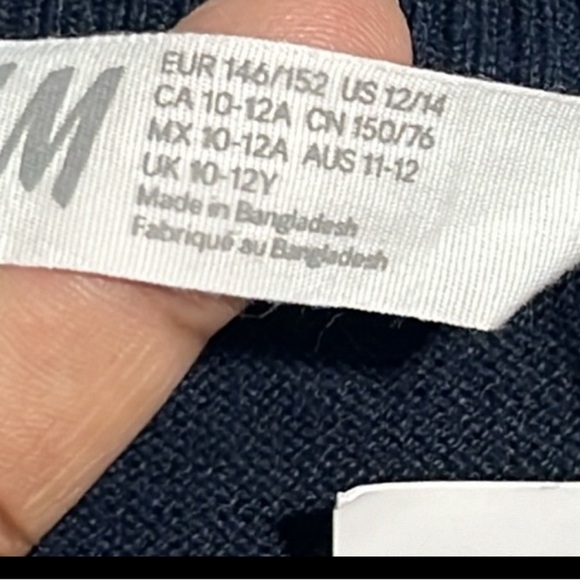 M
EUR 146/152 US 12/14
CA 10-12A CN 150/76
MX 10-12A AUS 11-12
UK 10-12Y
Made in Bangladesh
Fabriqué au Bangladesh